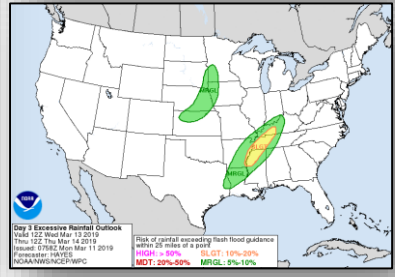 MRGL
SLGT
MRGL
NOAA
Day 3 Excessive Rainfall Outlook
Valid 12Z Wed Mar 13 2019
Thru 12Z Thu Mar 14 2019
Issued: 0758Z Mon Mar 11 2019
Forecaster: HAYES
NOAA/NWS/NCEP/WPC
Risk of rainfall exceeding flash flood guidance
within 25 miles of a point
HIGH: > 50% SLGT: 10%-20%
MDT: 20%-50% MRGL: 5%-10%